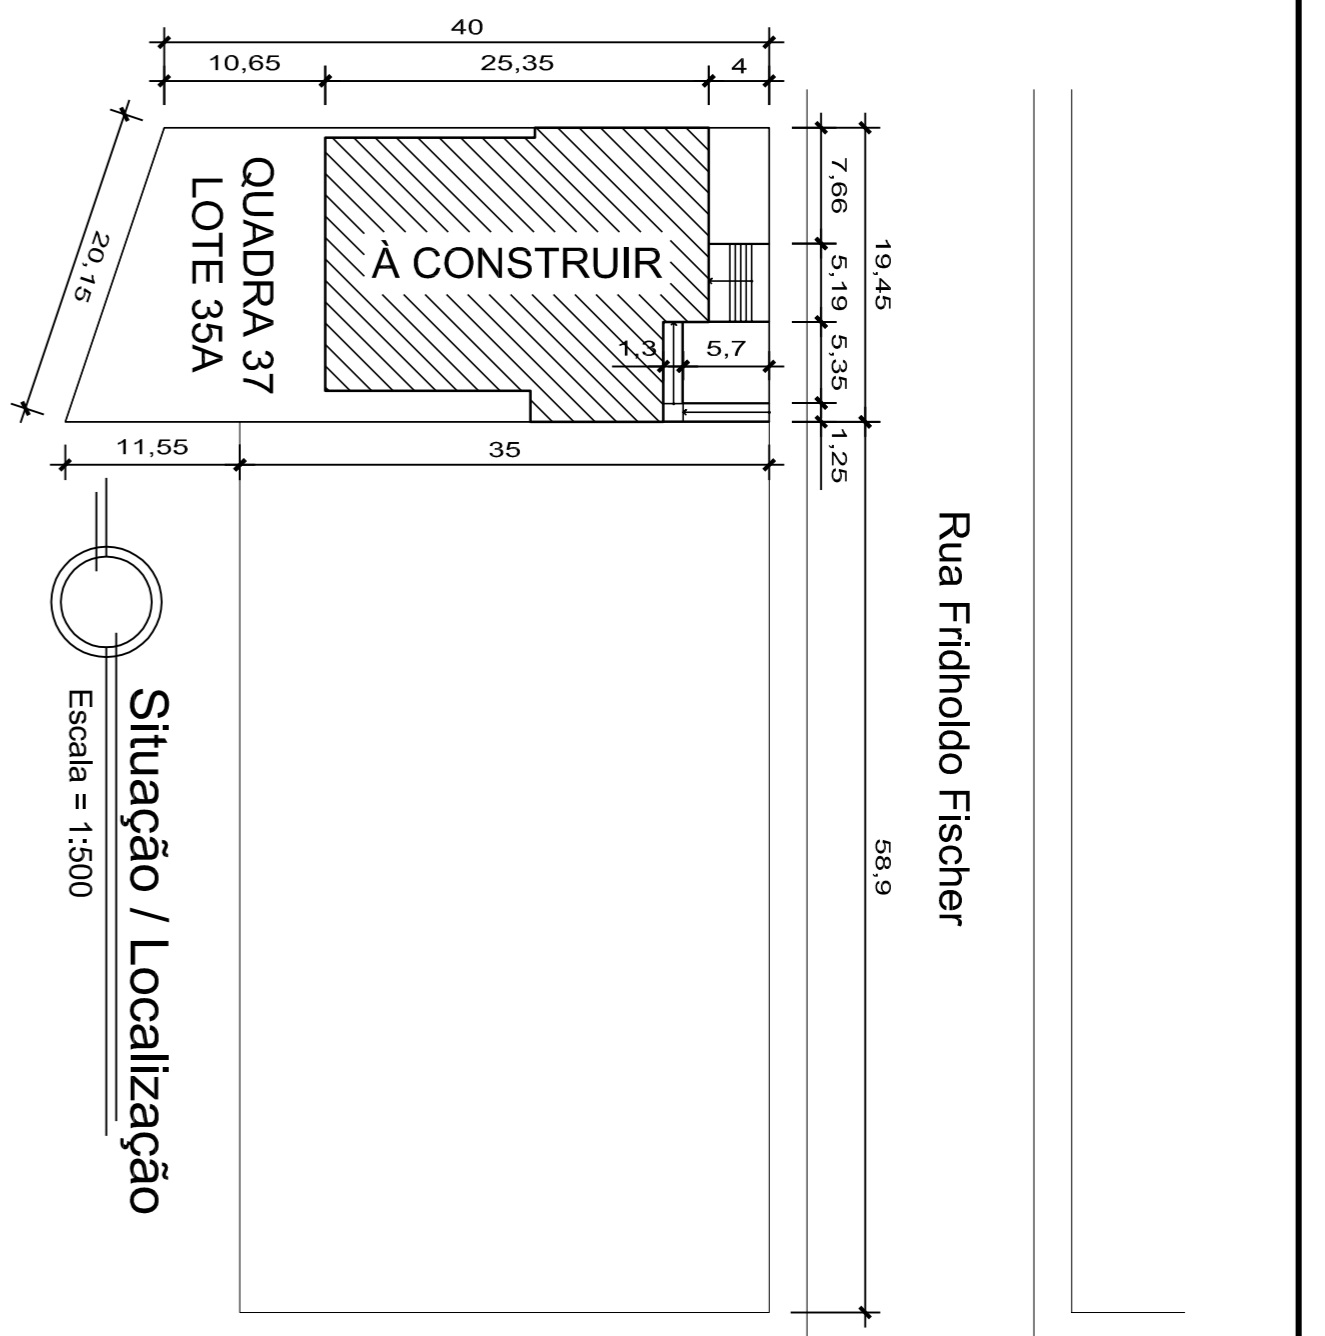 40
10,65
25,35
4
20,15
QUADRA 37
LOTE 35A
À CONSTRUIR
7,66
5,19
5,35
1,25
19,45
1,3
5,7
11,55
35
58,9
Rua Fridholdo Fischer
Situação / Localização
Escala = 1:500